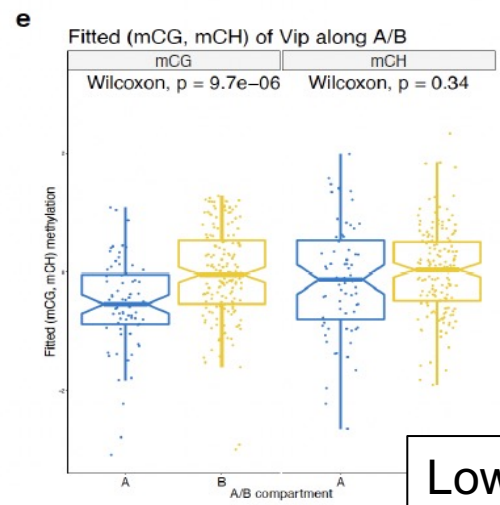 e
Fitted (mCG, mCH) of Vip along A/B
mCG mCH
Wilcoxon, p = 9.7e−06 Wilcoxon, p = 0.34
Fitted (mCG, mCH) methylation
A B A
A/B compartment
Low